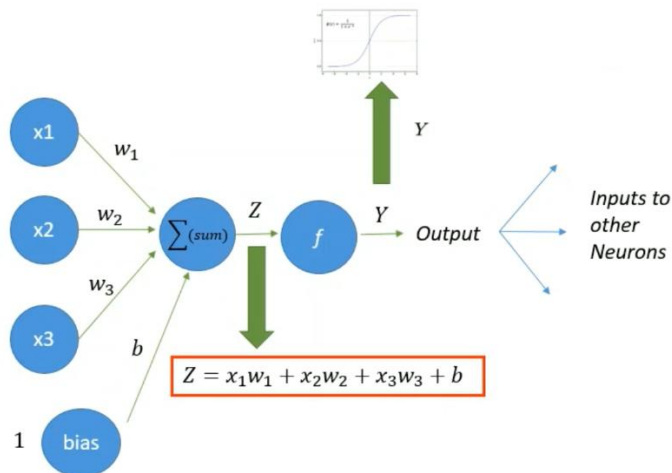 x1
w₁
x2
w₂
x3
w₃
1
bias
b
∑(sum)
Z
f
Y
Output
Y
Inputs to
other
Neurons
Z = x₁w₁ + x₂w₂ + x₃w₃ + b